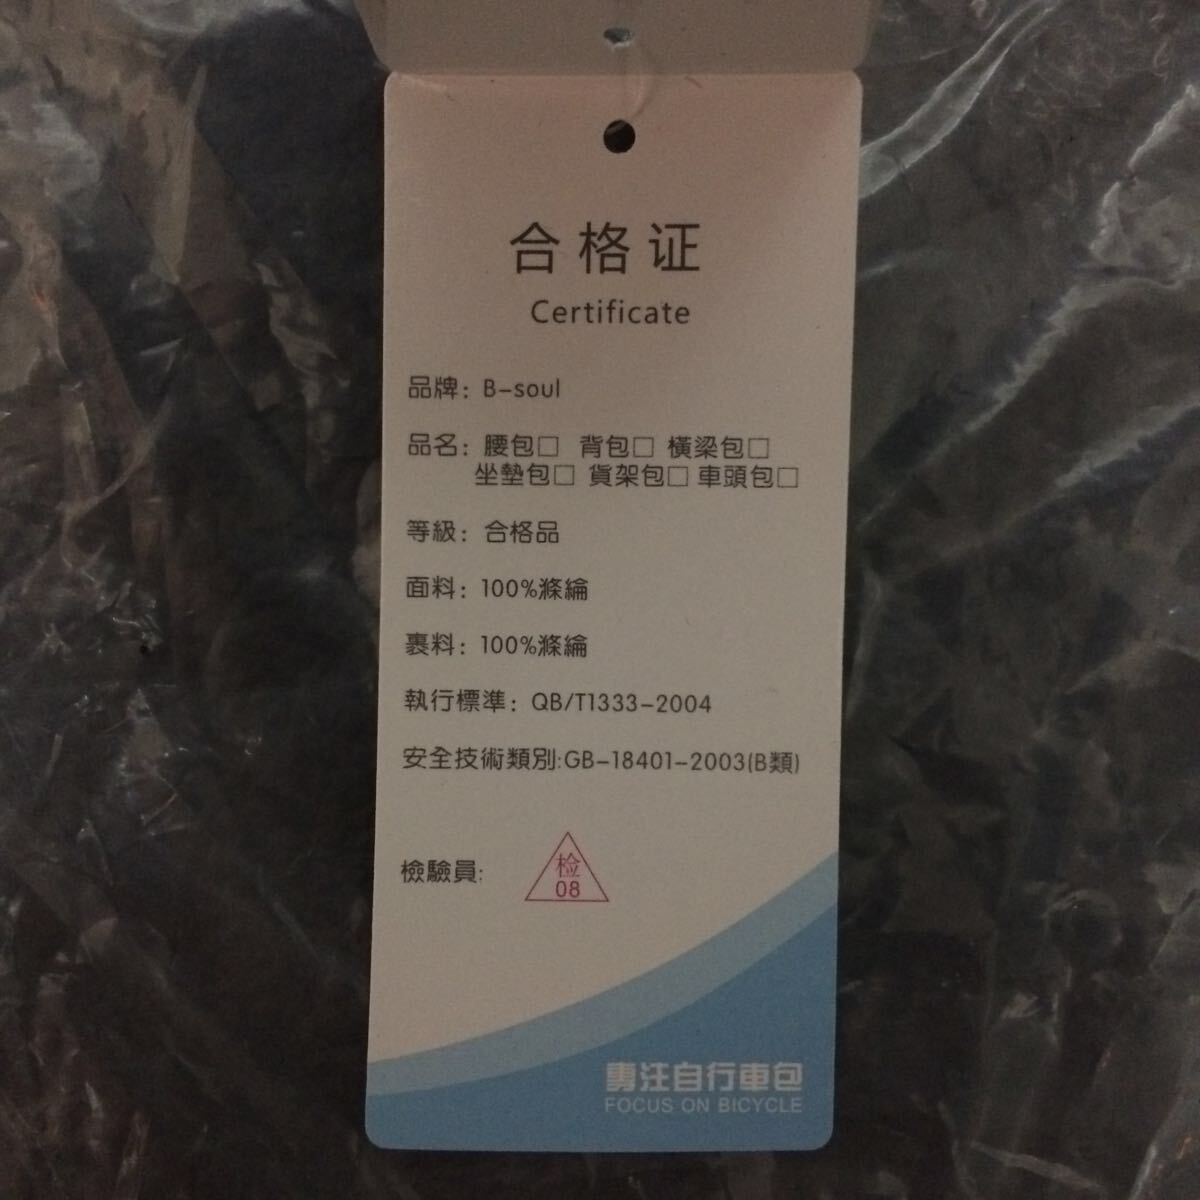 合格证
Certificate
品牌: B-soul
品名: 腰包□ 背包□ 橫梁包□
坐墊包□ 貨架包□ 車頭包□
等級: 合格品
面料: 100%滌綸
裹料: 100%滌綸
執行標準: QB/T1333-2004
安全技術類別:GB-18401-2003(B類)
檢驗員:
检
08
專注自行車包
FOCUS ON BICYCLE